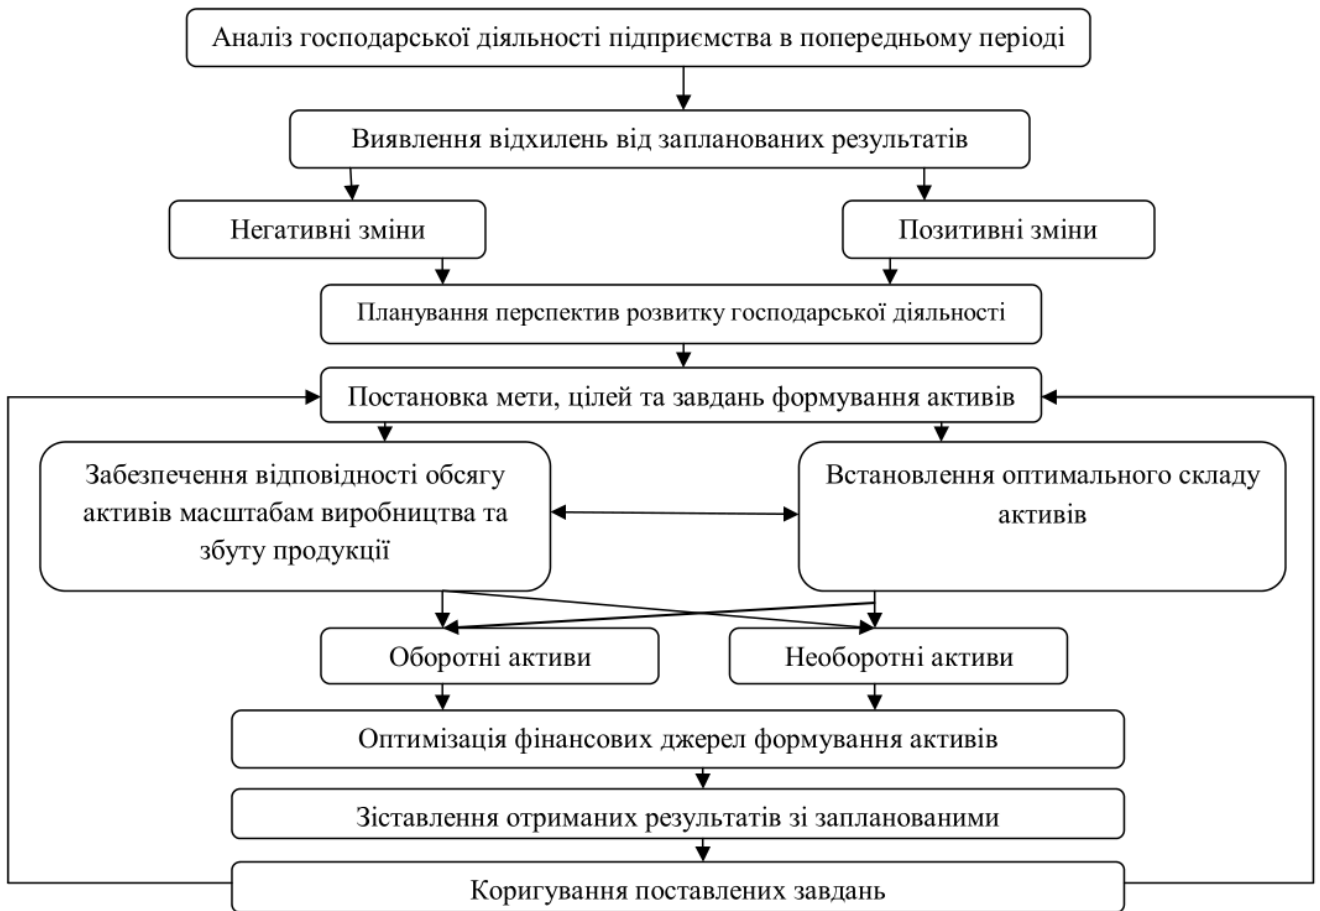 Аналіз господарської діяльності підприємства в попередньому періоді
Виявлення відхилень від запланованих результатів
Негативні зміни
Позитивні зміни
Планування перспектив розвитку господарської діяльності
Постановка мети, цілей та завдань формування активів
Забезпечення відповідності обсягу
активів масштабам виробництва та
збуту продукції
Встановлення оптимального складу
активів
Оборотні активи
Необоротні активи
Оптимізація фінансових джерел формування активів
Зіставлення отриманих результатів зі запланованими
Коригування поставлених завдань